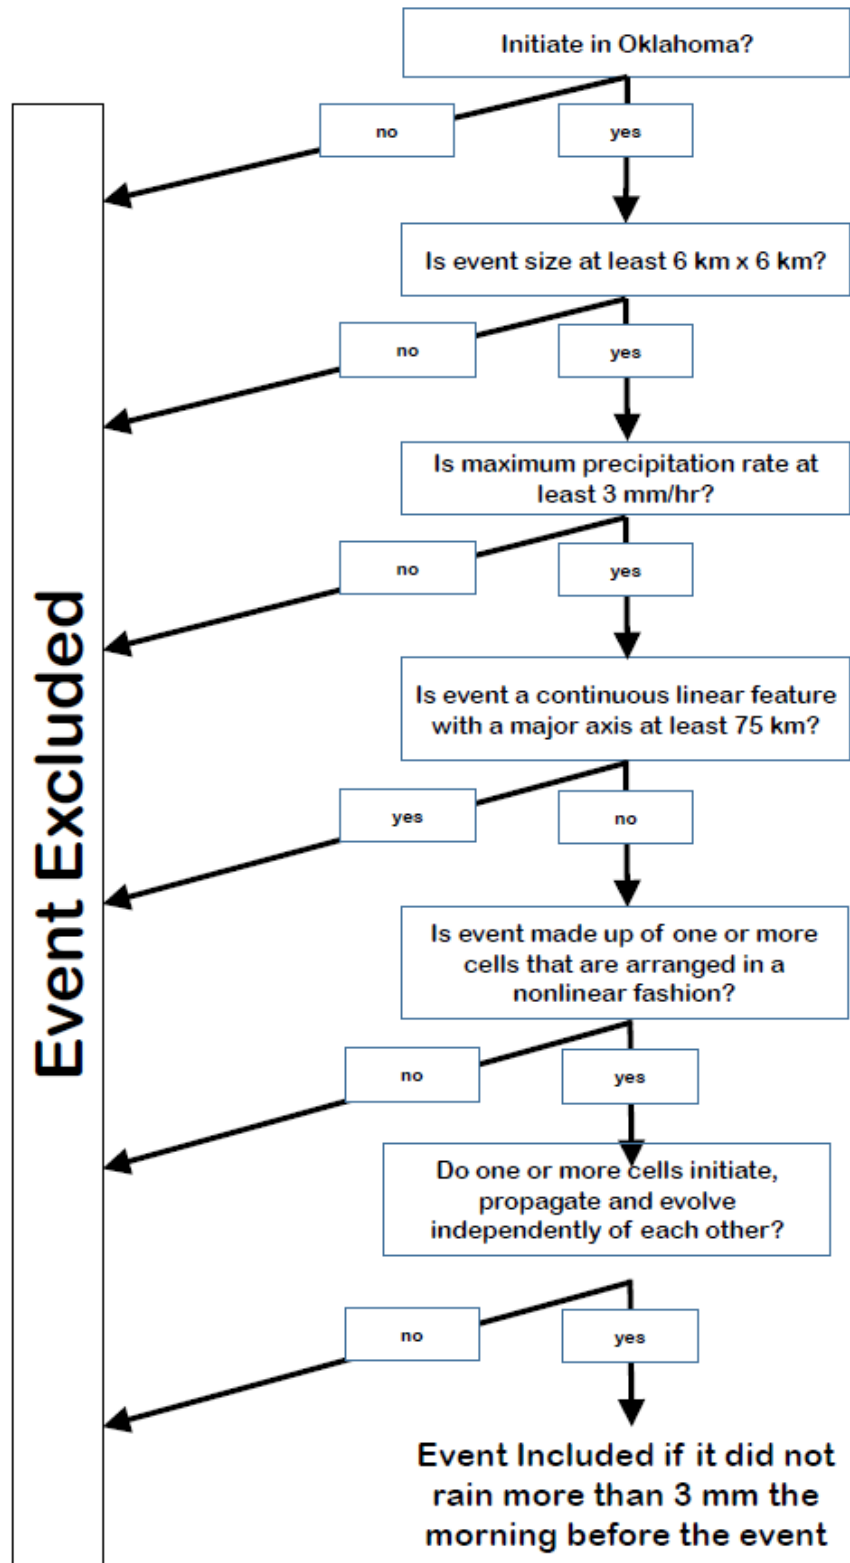 Initiate in Oklahoma?
no
yes
Is event size at least 6 km x 6 km?
no
yes
Is maximum precipitation rate at
least 3 mm/hr?
no
yes
Is event a continuous linear feature
with a major axis at least 75 km?
yes
no
Is event made up of one or more
cells that are arranged in a
nonlinear fashion?
no
yes
Do one or more cells initiate,
propagate and evolve
independently of each other?
no
yes
Event Included if it did not
rain more than 3 mm the
morning before the event
Event Excluded